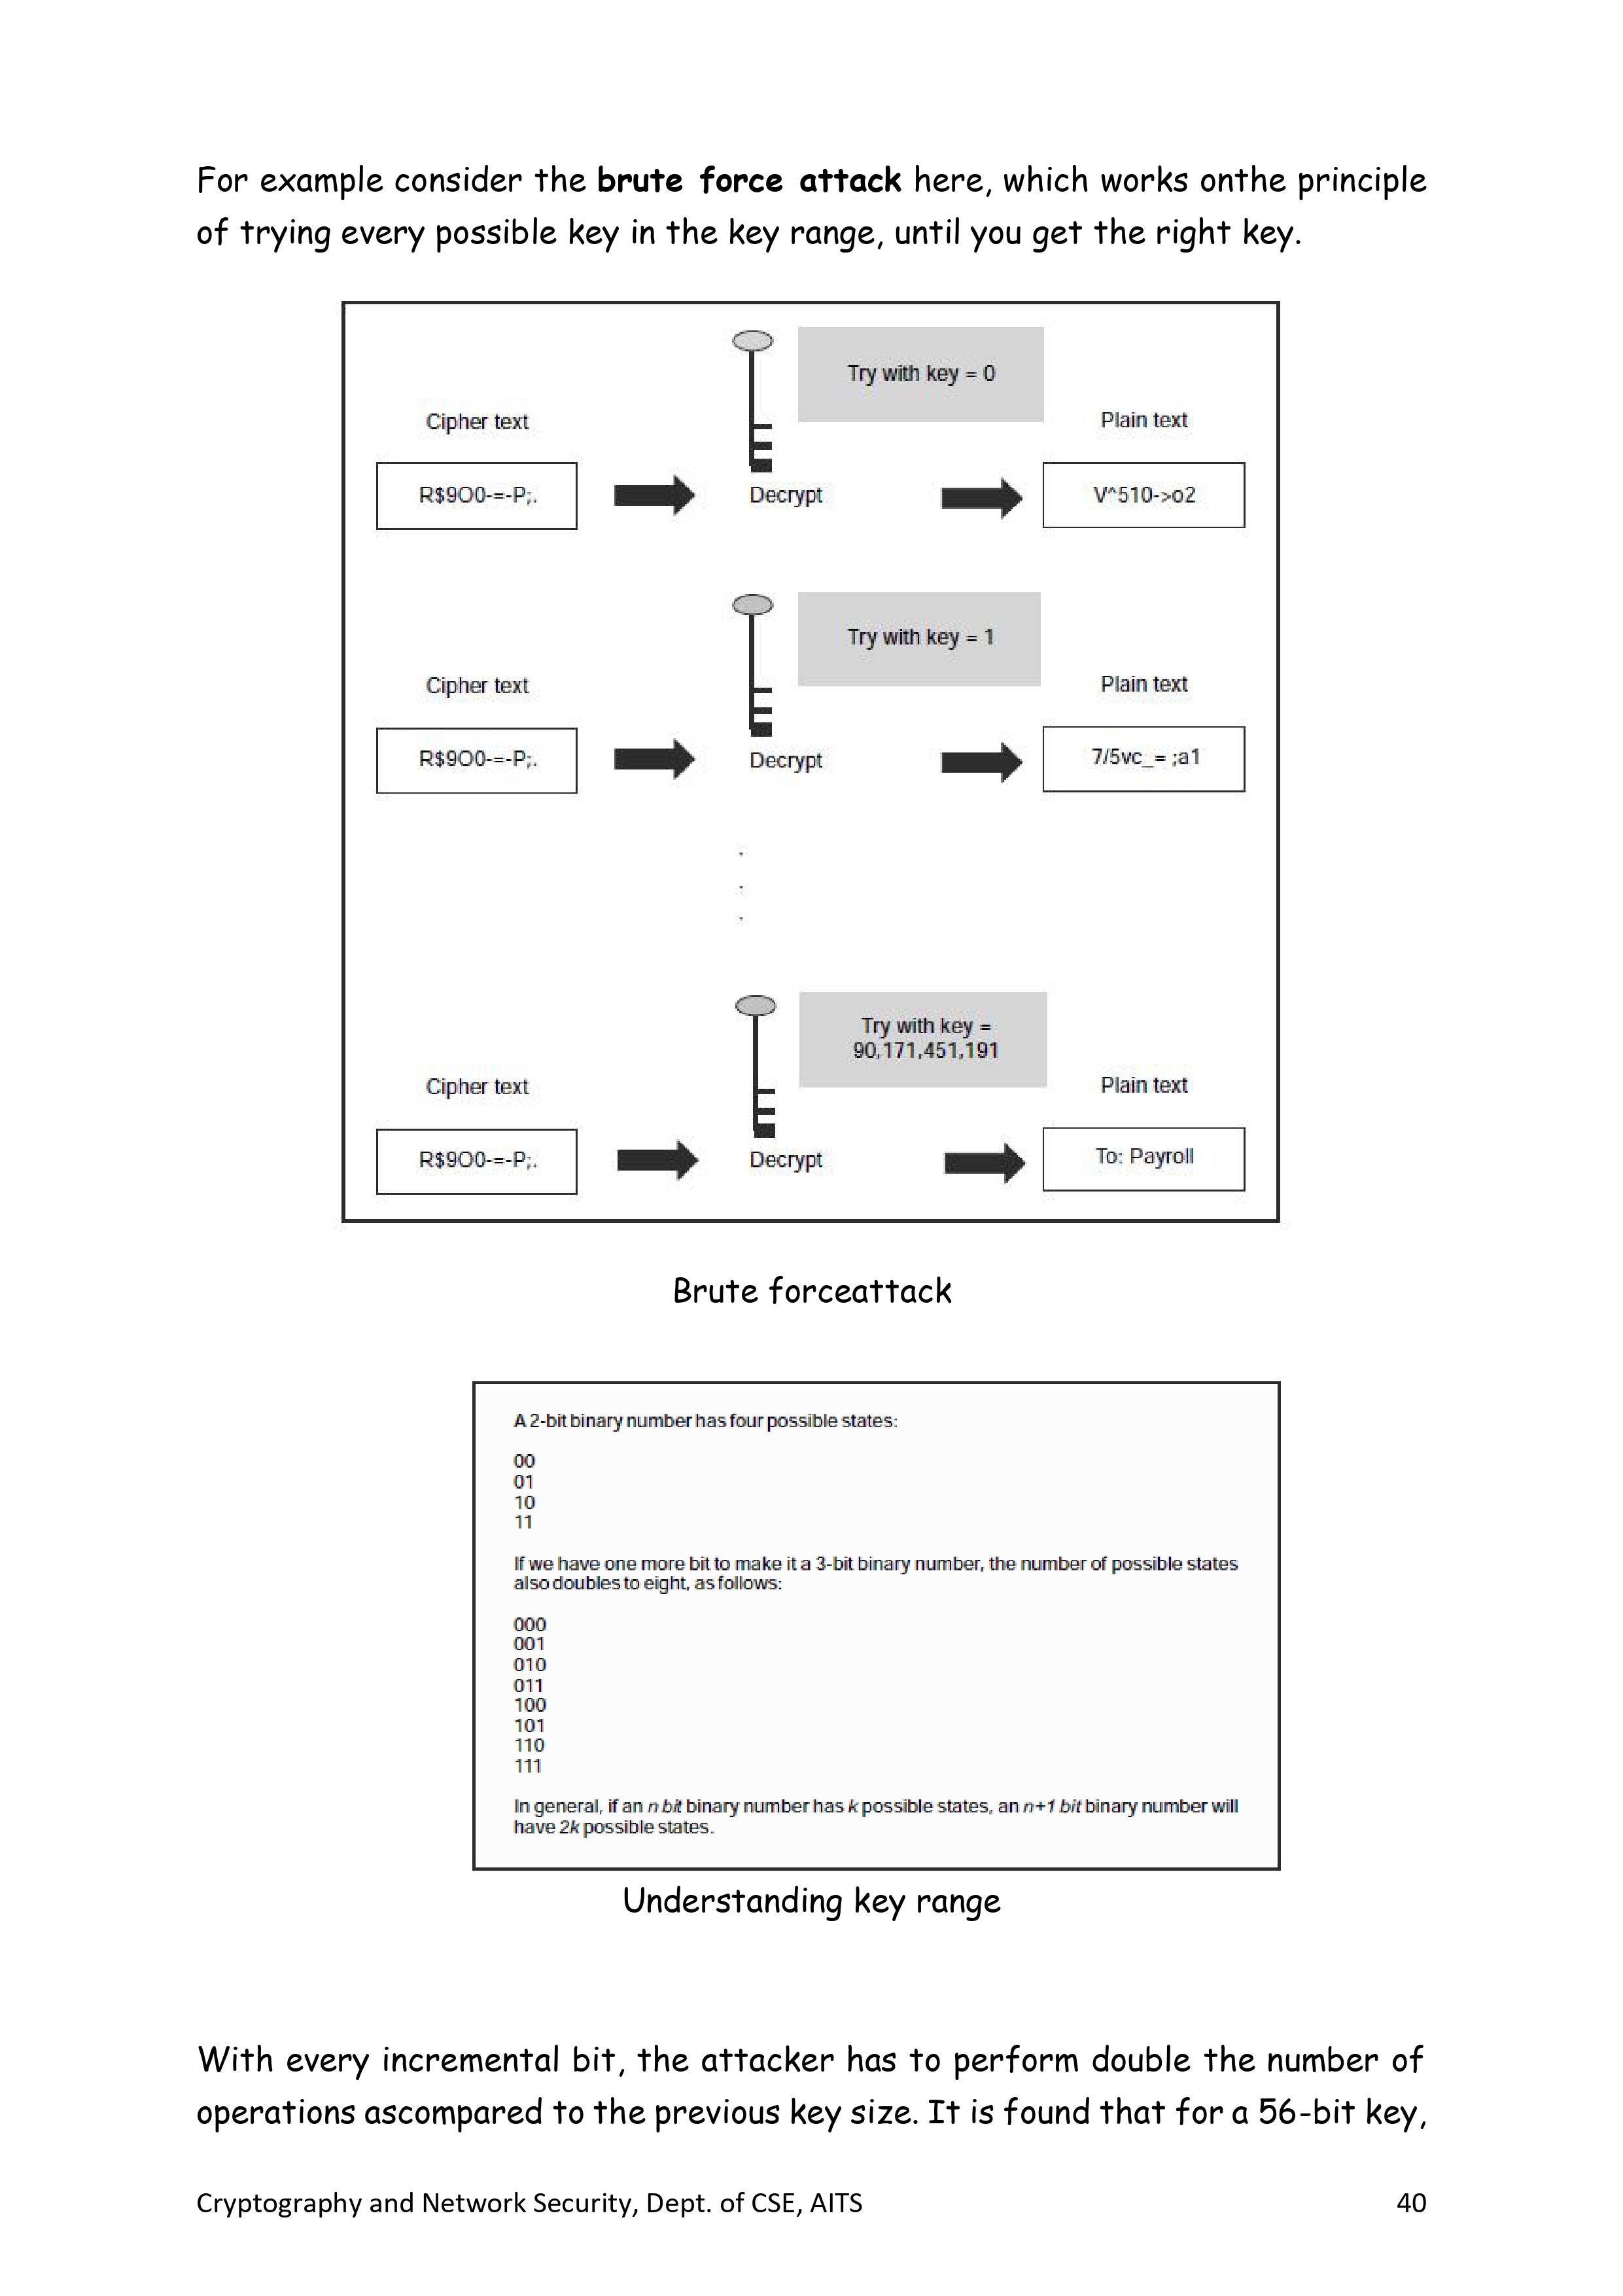 For example consider the brute force attack here, which works onthe principle
of trying every possible key in the key range, until you get the right key.
Try with key = 0
Cipher text
Plain text
R$9O0-=-P;.
Decrypt
V^510->o2
Try with key = 1
Cipher text
Plain text
R$9O0-=-P;.
Decrypt
7/5vc_= ;a1
.
.
.
Try with key =
90,171,451,191
Cipher text
Plain text
R$9O0-=-P;.
Decrypt
To: Payroll
Brute forceattack
A 2-bit binary number has four possible states:
00
01
10
11
If we have one more bit to make it a 3-bit binary number, the number of possible states
also doubles to eight, as follows:
000
001
010
011
100
101
110
111
In general, if an n bit binary number has k possible states, an n+1 bit binary number will
have 2k possible states.
Understanding key range
With every incremental bit, the attacker has to perform double the number of
operations ascompared to the previous key size. It is found that for a 56-bit key,
Cryptography and Network Security, Dept. of CSE, AITS 40